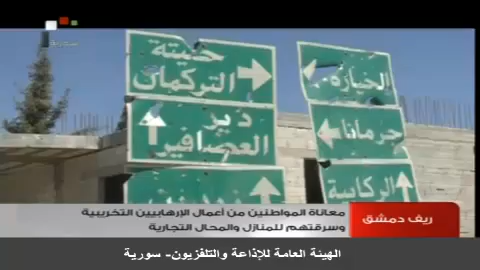 سورية
حتيتة
التركمان
دير
العصافير
الخيارة
جرمانا
ريف دمشق
معاناة المواطنين من أعمال الإرهابيين التخريبية
وسرقتهم للمنازل والمحال التجارية
الهيئة العامة للإذاعة والتلفزيون- سورية